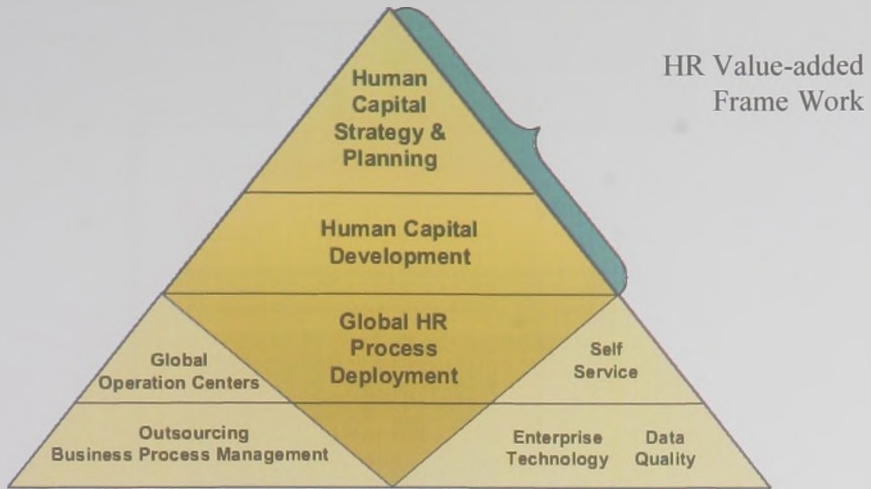 HR Value-added
Frame Work
Human
Capital
Strategy &
Planning
Human Capital
Development
Global HR
Process
Deployment
Global
Operation Centers
Self
Service
Outsourcing
Business Process Management
Enterprise
Technology
Data
Quality